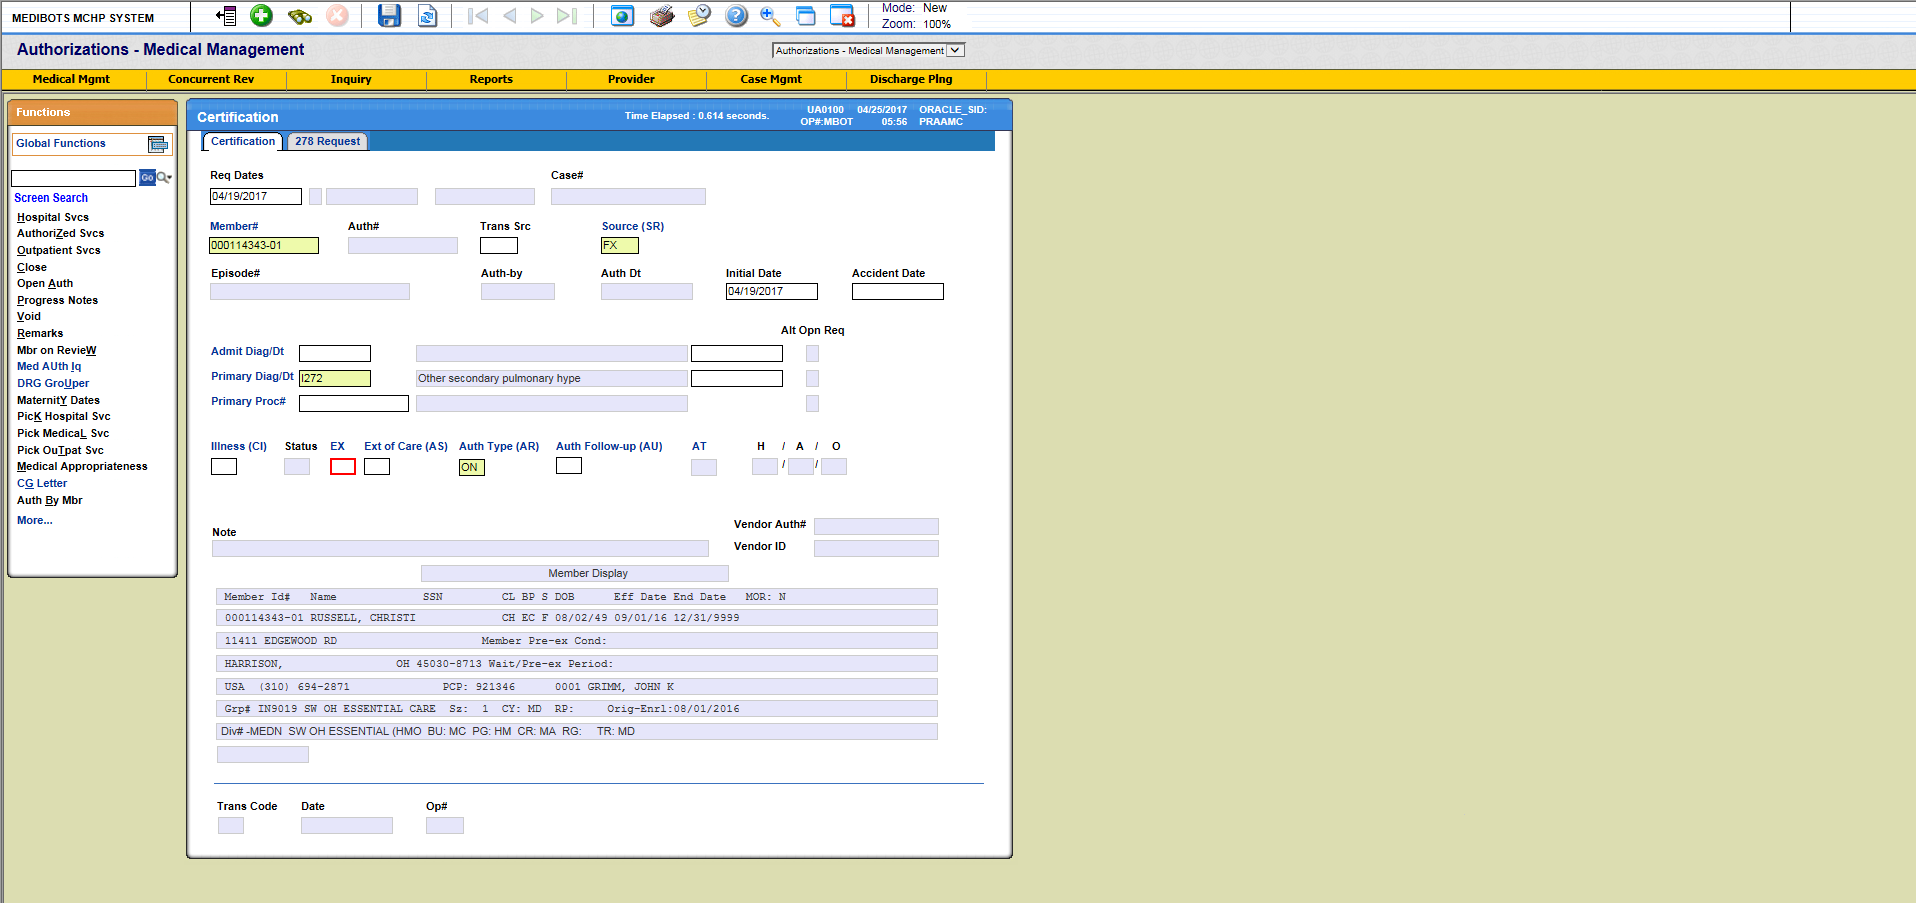 MEDIBOTS MCHP SYSTEM
Mode: New
Zoom: 100%
Authorizations - Medical Management
Authorizations - Medical Management
Medical Mgmt Concurrent Rev Inquiry Reports Provider Case Mgmt Discharge Plng
Functions
Global Functions
Go
Screen Search
Hospital Svcs
AuthoriZed Svcs
Outpatient Svcs
Close
Open Auth
Progress Notes
Void
Remarks
Mbr on RevieW
Med AUth Iq
DRG GroUper
MaternitY Dates
PicK Hospital Svc
Pick MedicaL Svc
Pick OuTpat Svc
Medical Appropriateness
CG Letter
Auth By Mbr
More...
Certification
Time Elapsed : 0.614 seconds.
UA0100 04/25/2017 ORACLE_SID:
OP#:MBOT 05:56 PRAAMC
Certification 278 Request
Req Dates Case#
04/19/2017
Member# Auth# Trans Src Source (SR)
000114343-01 FX
Episode# Auth-by Auth Dt Initial Date Accident Date
04/19/2017
Alt Opn Req
Admit Diag/Dt
Primary Diag/Dt I272 Other secondary pulmonary hype
Primary Proc#
Illness (CI) Status EX Ext of Care (AS) Auth Type (AR) Auth Follow-up (AU) AT H / A / O
ON / /
Vendor Auth#
Note
Vendor ID
Member Display
Member Id# Name SSN CL BP S DOB Eff Date End Date MOR: N
000114343-01 RUSSELL, CHRISTI CH EC F 08/02/49 09/01/16 12/31/9999
11411 EDGEWOOD RD Member Pre-ex Cond:
HARRISON, OH 45030-8713 Wait/Pre-ex Period:
USA (310) 694-2871 PCP: 921346 0001 GRIMM, JOHN K
Grp# IN9019 SW OH ESSENTIAL CARE Sz: 1 CY: MD RP: Orig-Enrl:08/01/2016
Div# -MEDN SW OH ESSENTIAL (HMO BU: MC PG: HM CR: MA RG: TR: MD
Trans Code Date Op#